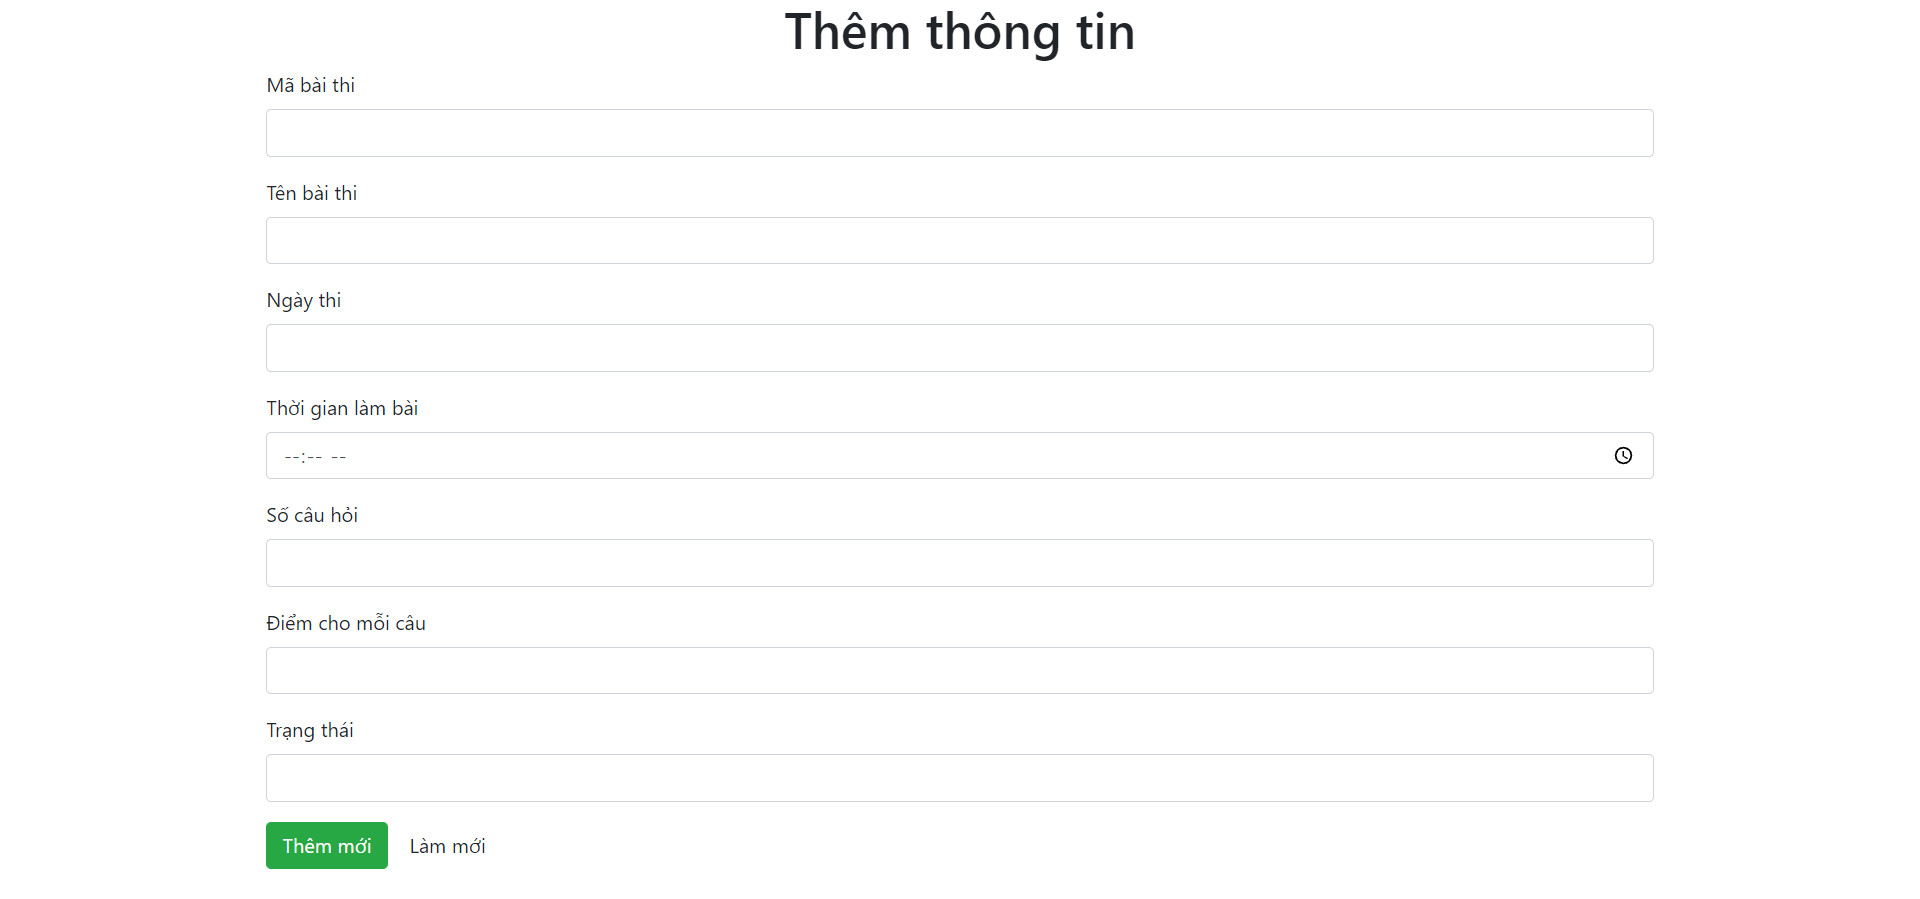 Thêm thông tin
Mã bài thi
Tên bài thi
Ngày thi
Thời gian làm bài
--:-- --
Số câu hỏi
Điểm cho mỗi câu
Trạng thái
Thêm mới Làm mới